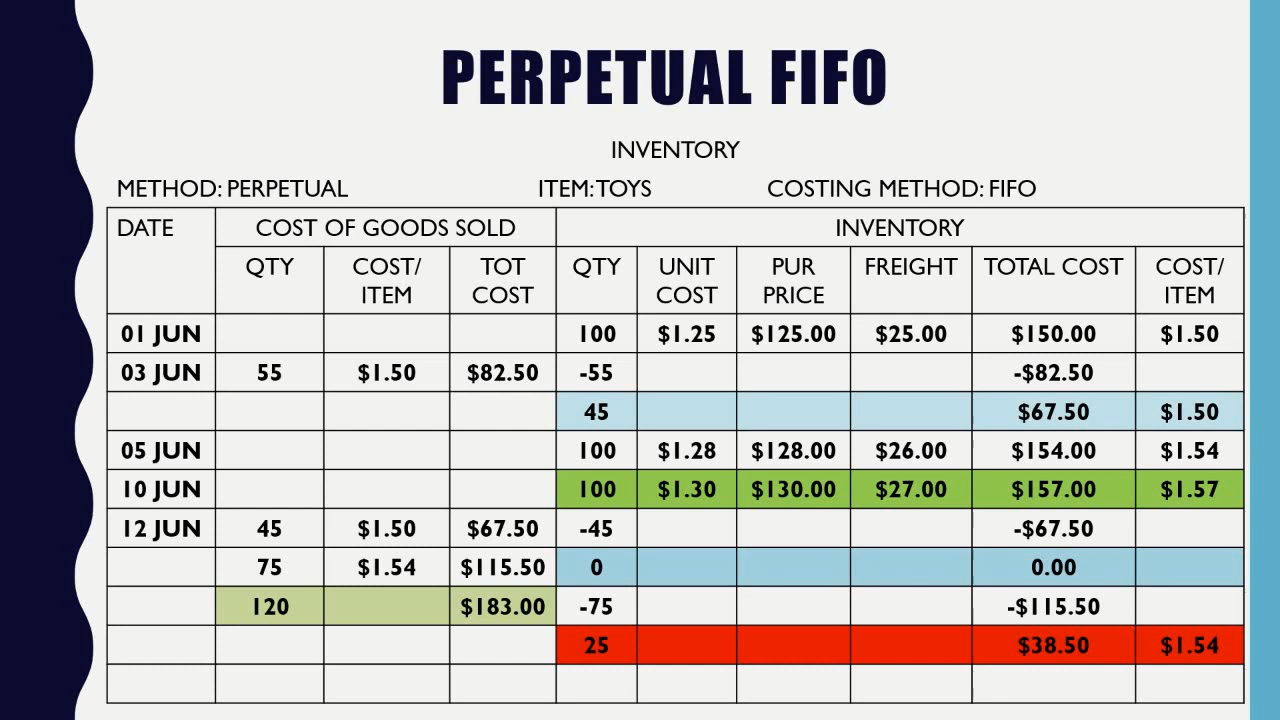 PERPETUAL FIFO
INVENTORY
METHOD: PERPETUAL ITEM: TOYS COSTING METHOD: FIFO
DATE COST OF GOODS SOLD INVENTORY
QTY COST/ TOT QTY UNIT PUR FREIGHT TOTAL COST COST/
ITEM COST COST PRICE ITEM
01 JUN 100 $1.25 $125.00 $25.00 $150.00 $1.50
03 JUN 55 $1.50 $82.50 -55 -$82.50
45 $67.50 $1.50
05 JUN 100 $1.28 $128.00 $26.00 $154.00 $1.54
10 JUN 100 $1.30 $130.00 $27.00 $157.00 $1.57
12 JUN 45 $1.50 $67.50 -45 -$67.50
75 $1.54 $115.50 0 0.00
120 $183.00 -75 -$115.50
25 $38.50 $1.54